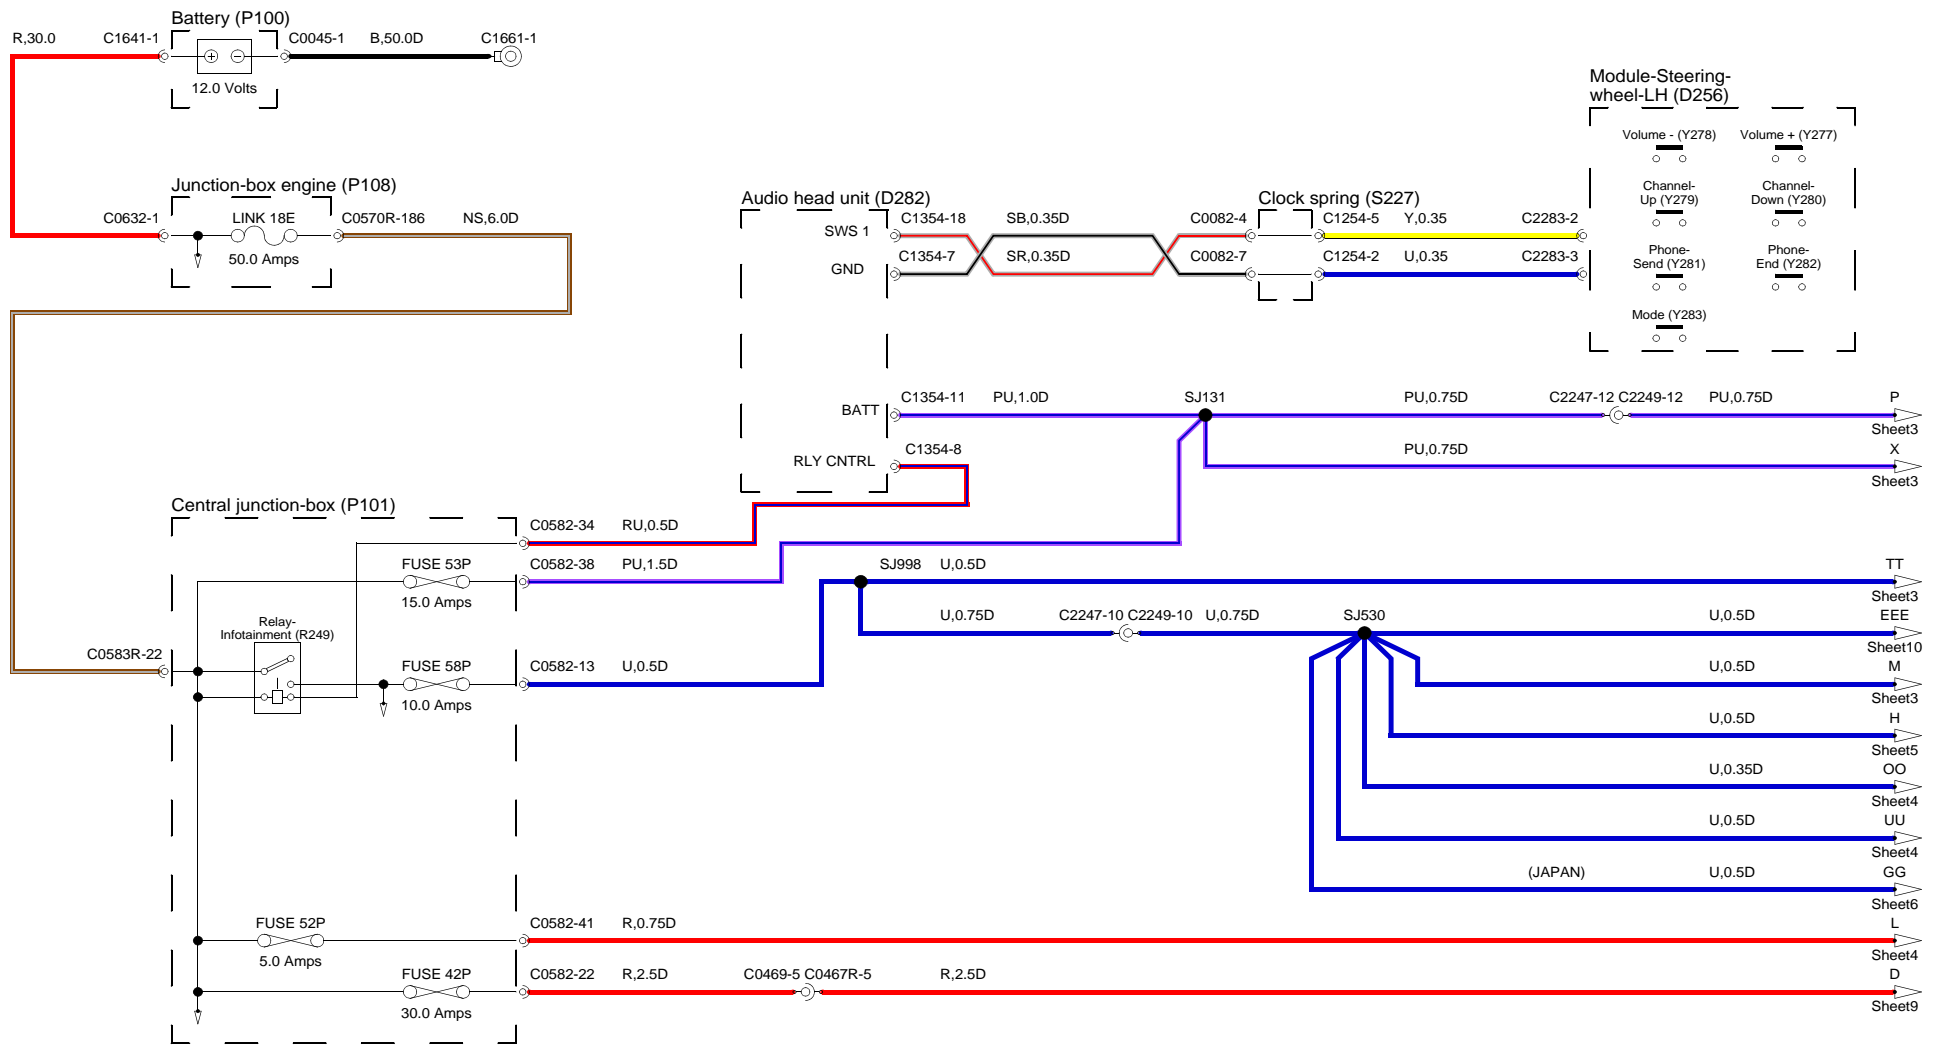 Battery (P100)
R,30.0
C1641-1
C0045-1
B,50.0D
C1661-1
12.0 Volts
Junction-box engine (P108)
C0632-1
LINK 18E
C0570R-186
NS,6.0D
50.0 Amps
Module-Steering-
wheel-LH (D256)
Volume - (Y278)
Volume + (Y277)
Channel-
Up (Y279)
Channel-
Down (Y280)
Phone-
Send (Y281)
Phone-
End (Y282)
Mode (Y283)
Audio head unit (D282)
Clock spring (S227)
SWS 1
C1354-18
SB,0.35D
C0082-4
C1254-5
Y,0.35
C2283-2
GND
C1354-7
SR,0.35D
C0082-7
C1254-2
U,0.35
C2283-3
BATT
C1354-11
PU,1.0D
SJ131
PU,0.75D
C2247-12 C2249-12
PU,0.75D
P
Sheet3
RLY CNTRL
C1354-8
PU,0.75D
X
Sheet3
Central junction-box (P101)
C0582-34
RU,0.5D
FUSE 53P
15.0 Amps
C0582-38
PU,1.5D
SJ998
U,0.5D
TT
Sheet3
Relay-
Infotainment (R249)
U,0.75D
C2247-10 C2249-10
U,0.75D
SJ530
U,0.5D
EEE
Sheet10
C0583R-22
FUSE 58P
10.0 Amps
C0582-13
U,0.5D
U,0.5D
M
Sheet3
U,0.5D
H
Sheet5
U,0.35D
OO
Sheet4
U,0.5D
UU
Sheet4
(JAPAN)
U,0.5D
GG
Sheet6
FUSE 52P
5.0 Amps
C0582-41
R,0.75D
L
Sheet4
FUSE 42P
30.0 Amps
C0582-22
R,2.5D
C0469-5 C0467R-5
R,2.5D
D
Sheet9